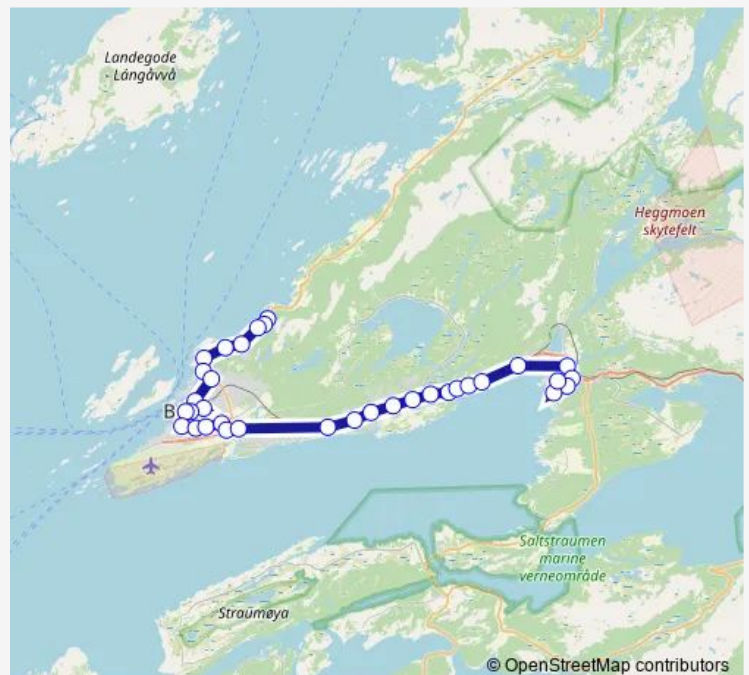 Landegode
- Lángávvá
Heggmoen
skytefelt
B
Saltstraumen
marine
verneområde
Straumøya
© OpenStreetMap contributors